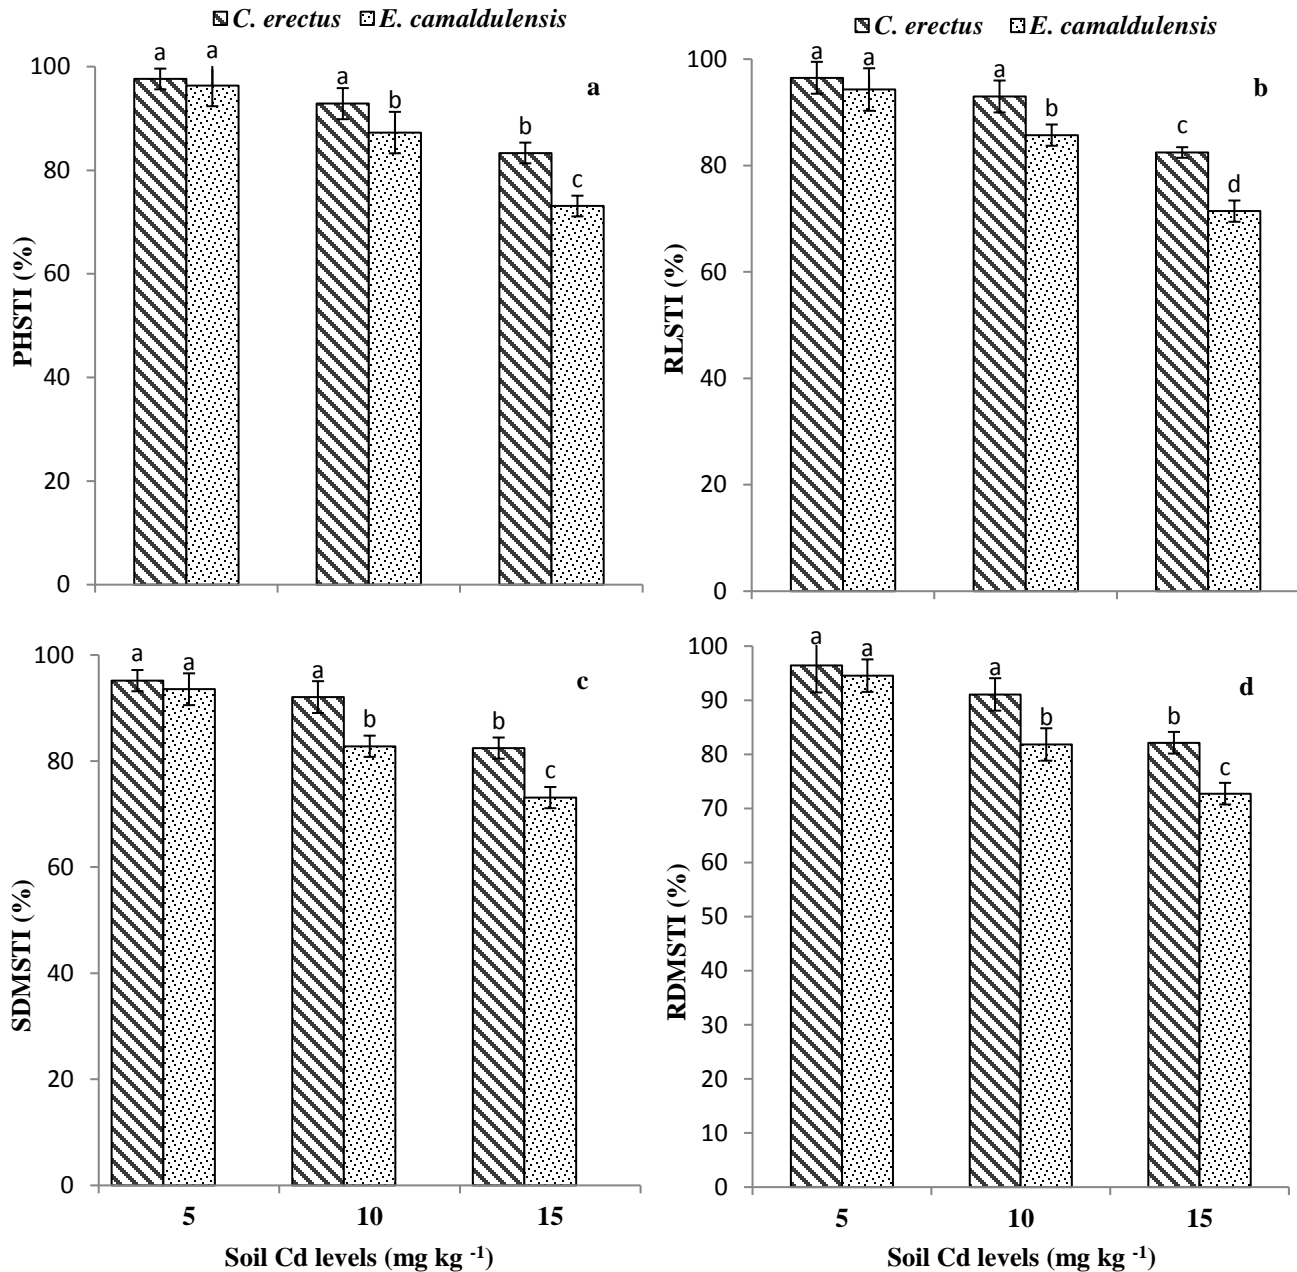 C. erectus E. camaldulensis
a
PHSTI (%)
100
80
60
40
20
0
a a
a b
b c
C. erectus E. camaldulensis
b
RLSTI (%)
100
80
60
40
20
0
a a
a b
c d
c
SDMSTI (%)
100
80
60
40
20
0
a a
a b
b c
5 10 15
Soil Cd levels (mg kg -1)
d
RDMSTI (%)
100
90
80
70
60
50
40
30
20
10
0
a a
a b
b c
5 10 15
Soil Cd levels (mg kg -1)